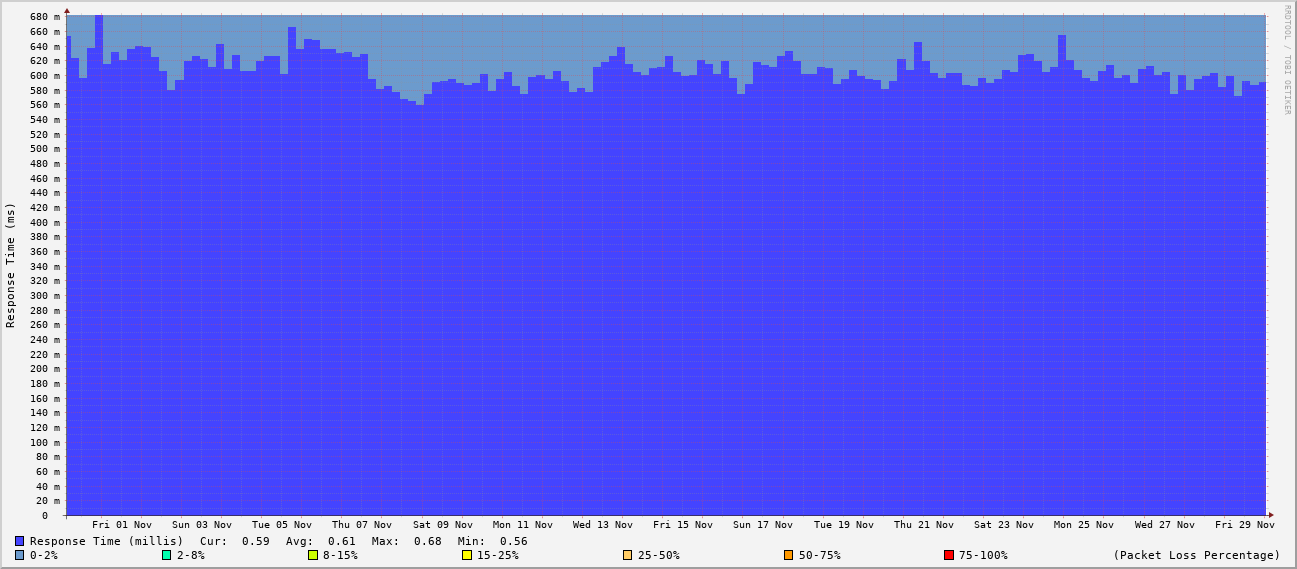 RRDTOOL / TOBI OETIKER
Response Time (ms)
680 m
660 m
640 m
620 m
600 m
580 m
560 m
540 m
520 m
500 m
480 m
460 m
440 m
420 m
400 m
380 m
360 m
340 m
320 m
300 m
280 m
260 m
240 m
220 m
200 m
180 m
160 m
140 m
120 m
100 m
80 m
60 m
40 m
20 m
0
Fri 01 Nov Sun 03 Nov Tue 05 Nov Thu 07 Nov Sat 09 Nov Mon 11 Nov Wed 13 Nov Fri 15 Nov Sun 17 Nov Tue 19 Nov Thu 21 Nov Sat 23 Nov Mon 25 Nov Wed 27 Nov Fri 29 Nov
Response Time (millis) Cur: 0.59 Avg: 0.61 Max: 0.68 Min: 0.56
0-2% 2-8% 8-15% 15-25% 25-50% 50-75% 75-100% (Packet Loss Percentage)